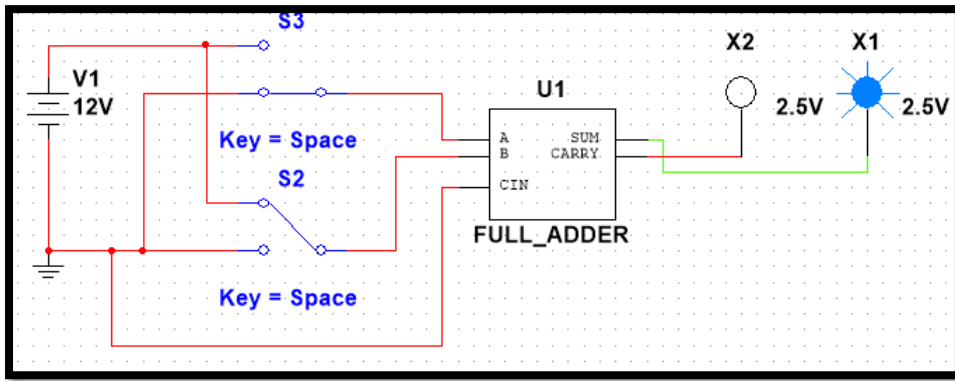 S3
X2
X1
V1
12V
U1
2.5V
2.5V
A
SUM
B
CARRY
Key = Space
S2
CIN
FULL_ADDER
Key = Space